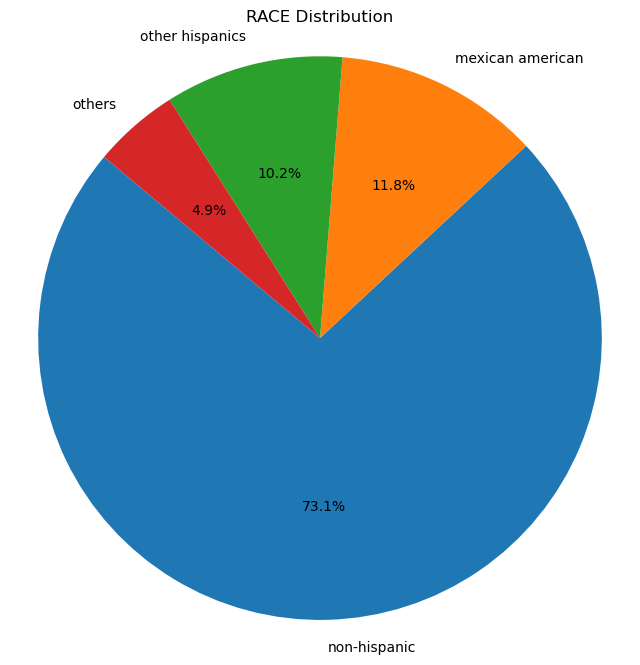 RACE Distribution
other hispanics
mexican american
others
10.2%
11.8%
4.9%
73.1%
non-hispanic